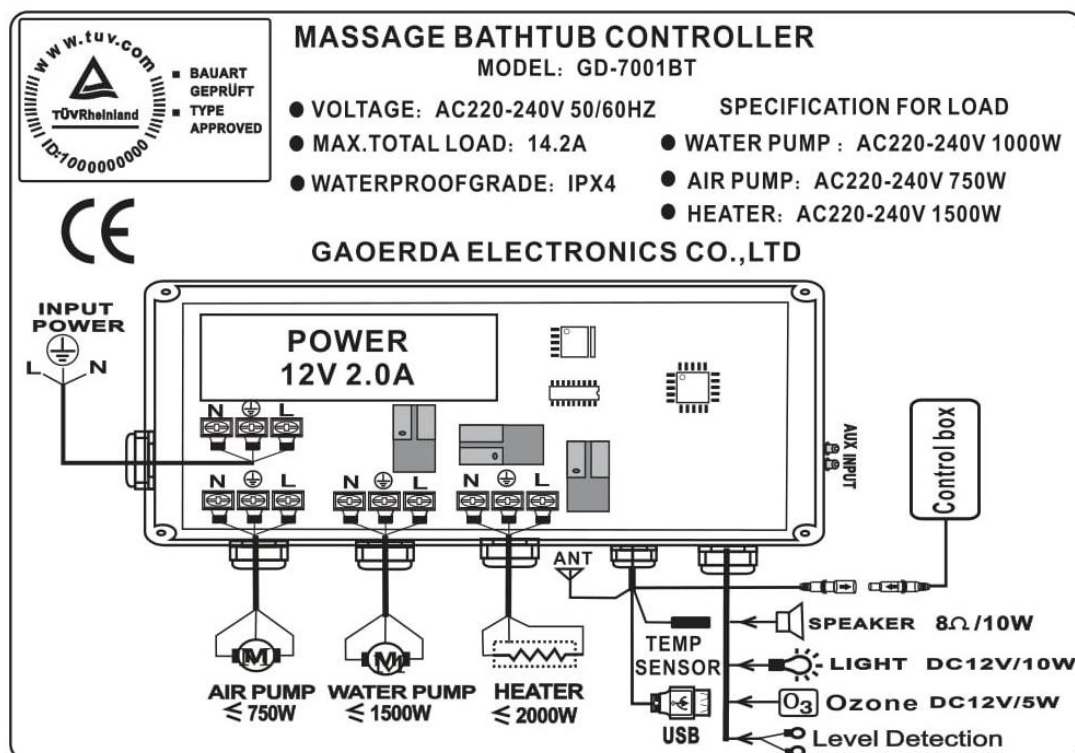 www.tuv.com
TÜVRheinland
ID:1000000000
■ BAUART
GEPRÜFT
■ TYPE
APPROVED
CE
MASSAGE BATHTUB CONTROLLER
MODEL: GD-7001BT
● VOLTAGE: AC220-240V 50/60HZ
● MAX.TOTAL LOAD: 14.2A
● WATERPROOFGRADE: IPX4
SPECIFICATION FOR LOAD
● WATER PUMP : AC220-240V 1000W
● AIR PUMP: AC220-240V 750W
● HEATER: AC220-240V 1500W
GAOERDA ELECTRONICS CO.,LTD
INPUT
POWER
L N
POWER
12V 2.0A
N L
N L
N L
N L
AUX INPUT
Control box
ANT
TEMP
SENSOR
USB
SPEAKER 8Ω/10W
LIGHT DC12V/10W
O3 Ozone DC12V/5W
Level Detection
M
AIR PUMP
≤ 750W
M
WATER PUMP
≤ 1500W
HEATER
≤ 2000W